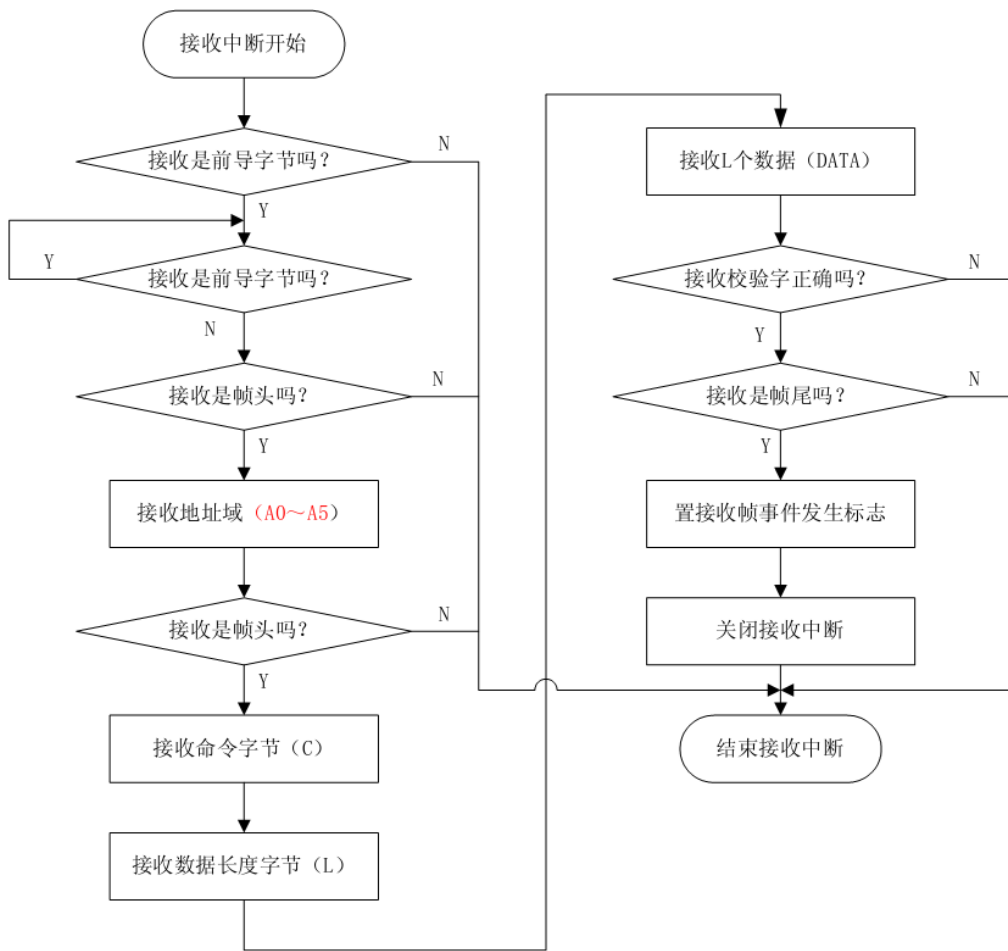 接收中断开始
接收是前导字节吗?
N
Y
接收是前导字节吗?
Y
N
接收是帧头吗?
N
Y
接收地址域（A0～A5）
接收是帧头吗?
N
Y
接收命令字节（C）
接收数据长度字节（L）
接收L个数据（DATA）
接收校验字正确吗?
N
Y
接收是帧尾吗?
N
Y
置接收帧事件发生标志
关闭接收中断
结束接收中断